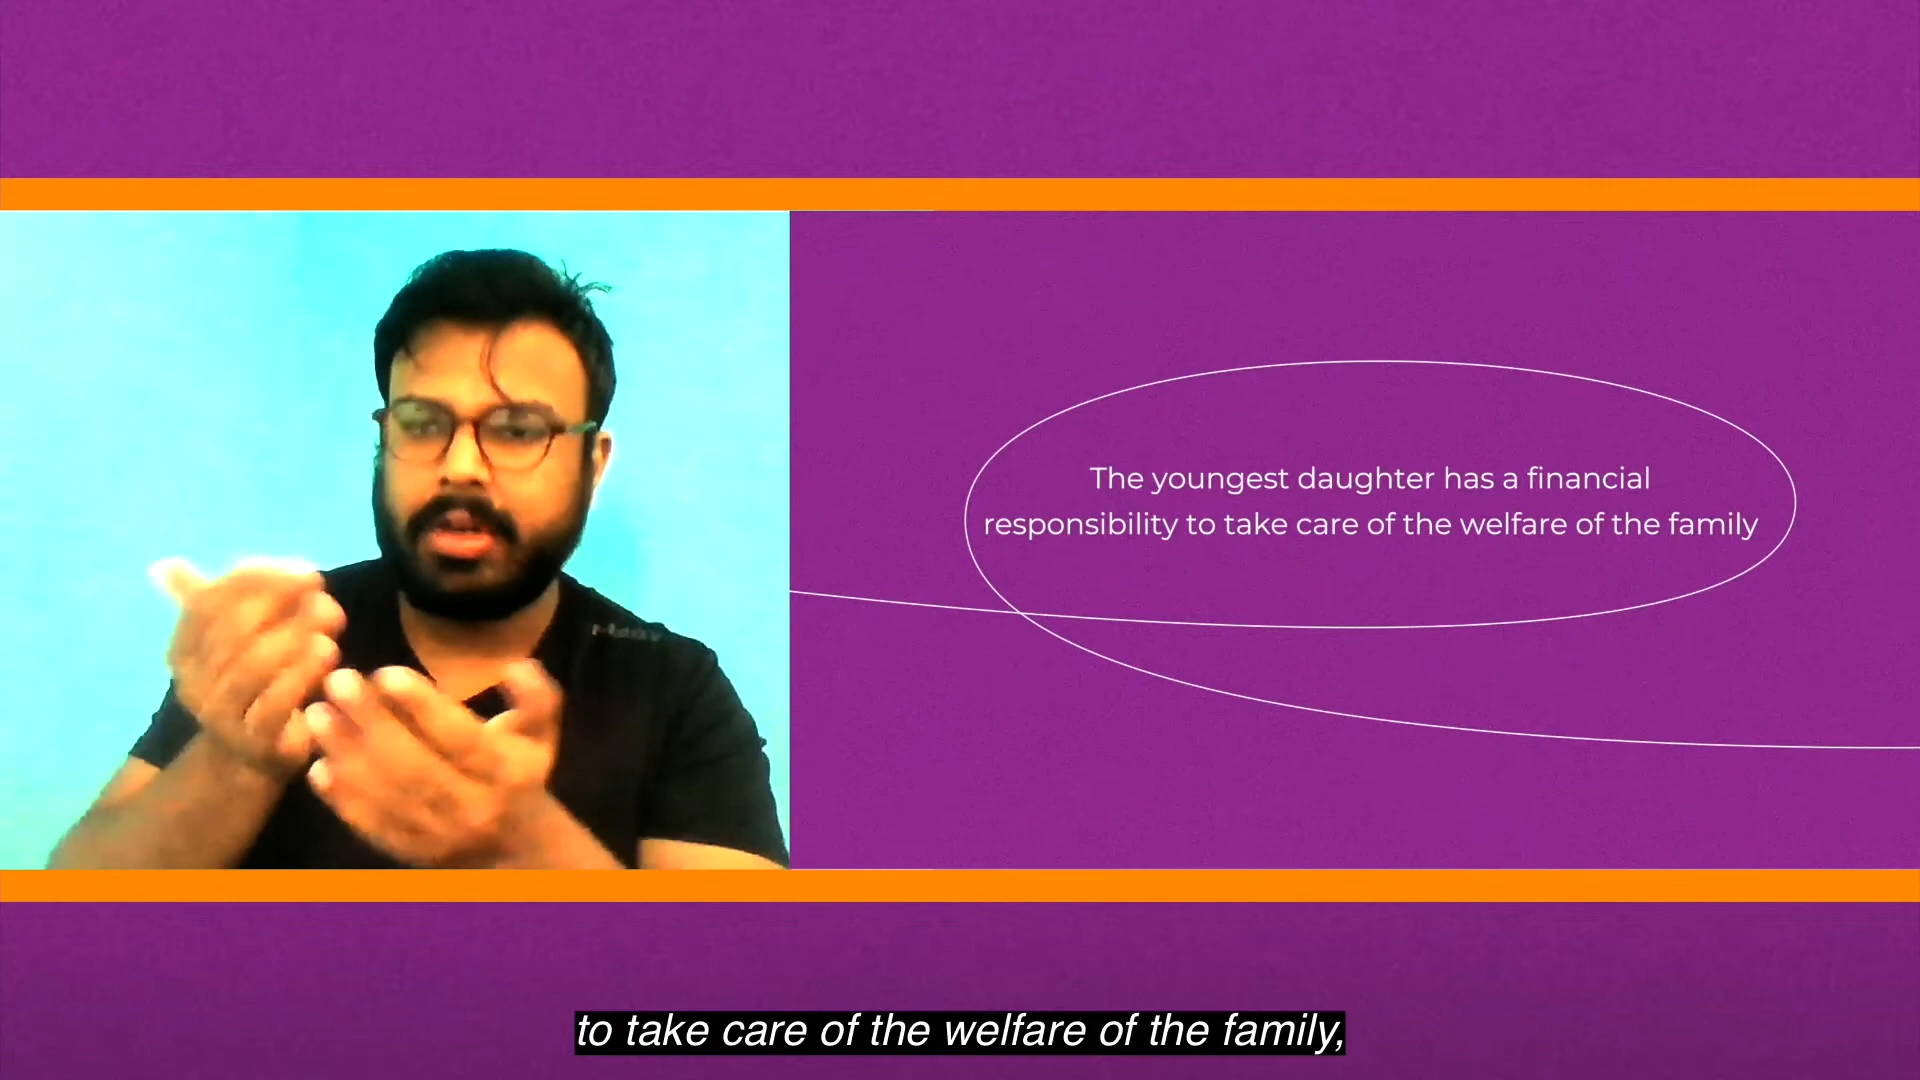 The youngest daughter has a financial
responsibility to take care of the welfare of the family
to take care of the welfare of the family,